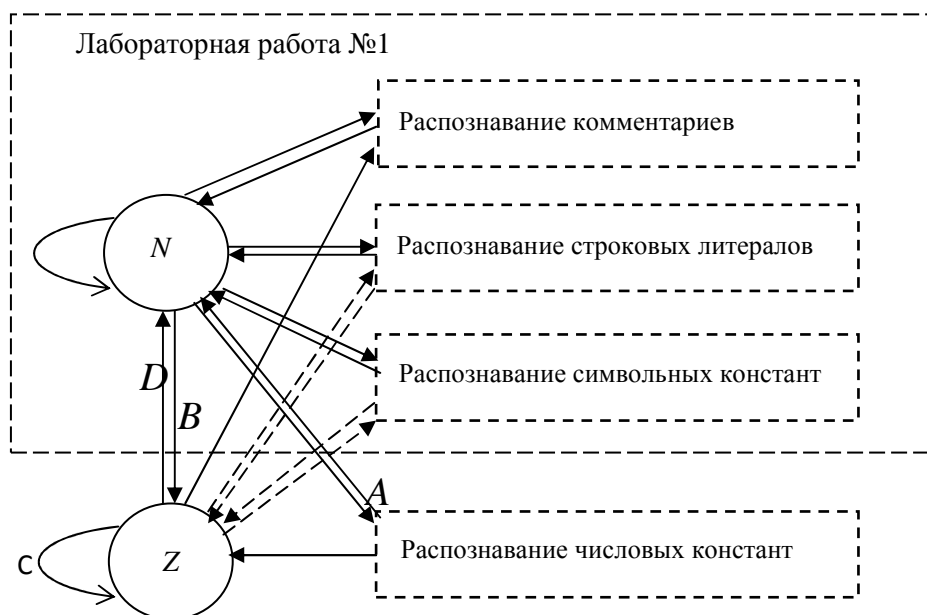 Лабораторная работа №1
Распознавание комментариев
N
Распознавание строковых литералов
Распознавание символьных констант
D
B
A
Распознавание числовых констант
Z
C